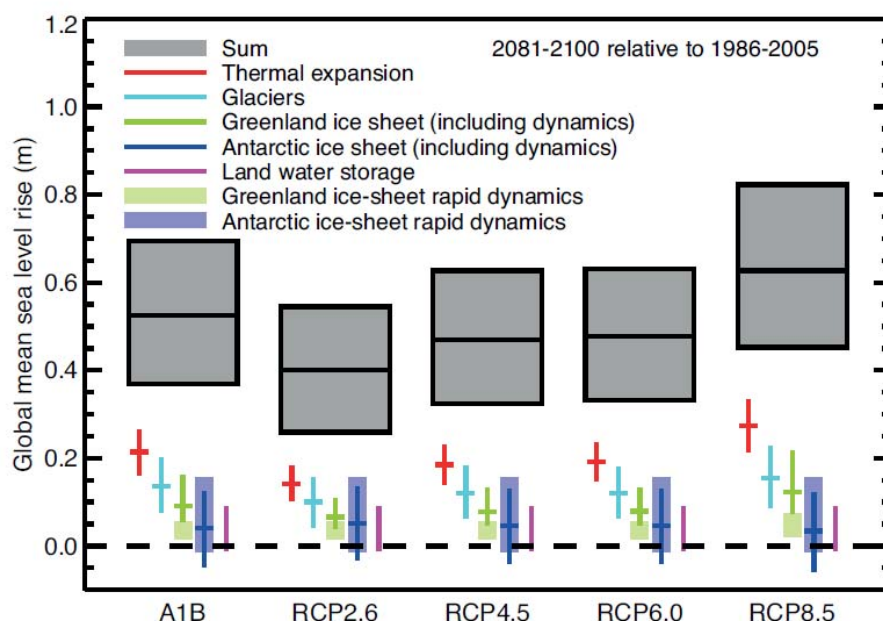 1.2
1.0
0.8
0.6
0.4
0.2
0.0
Global mean sea level rise (m)
2081-2100 relative to 1986-2005
Sum
Thermal expansion
Glaciers
Greenland ice sheet (including dynamics)
Antarctic ice sheet (including dynamics)
Land water storage
Greenland ice-sheet rapid dynamics
Antarctic ice-sheet rapid dynamics
A1B RCP2.6 RCP4.5 RCP6.0 RCP8.5